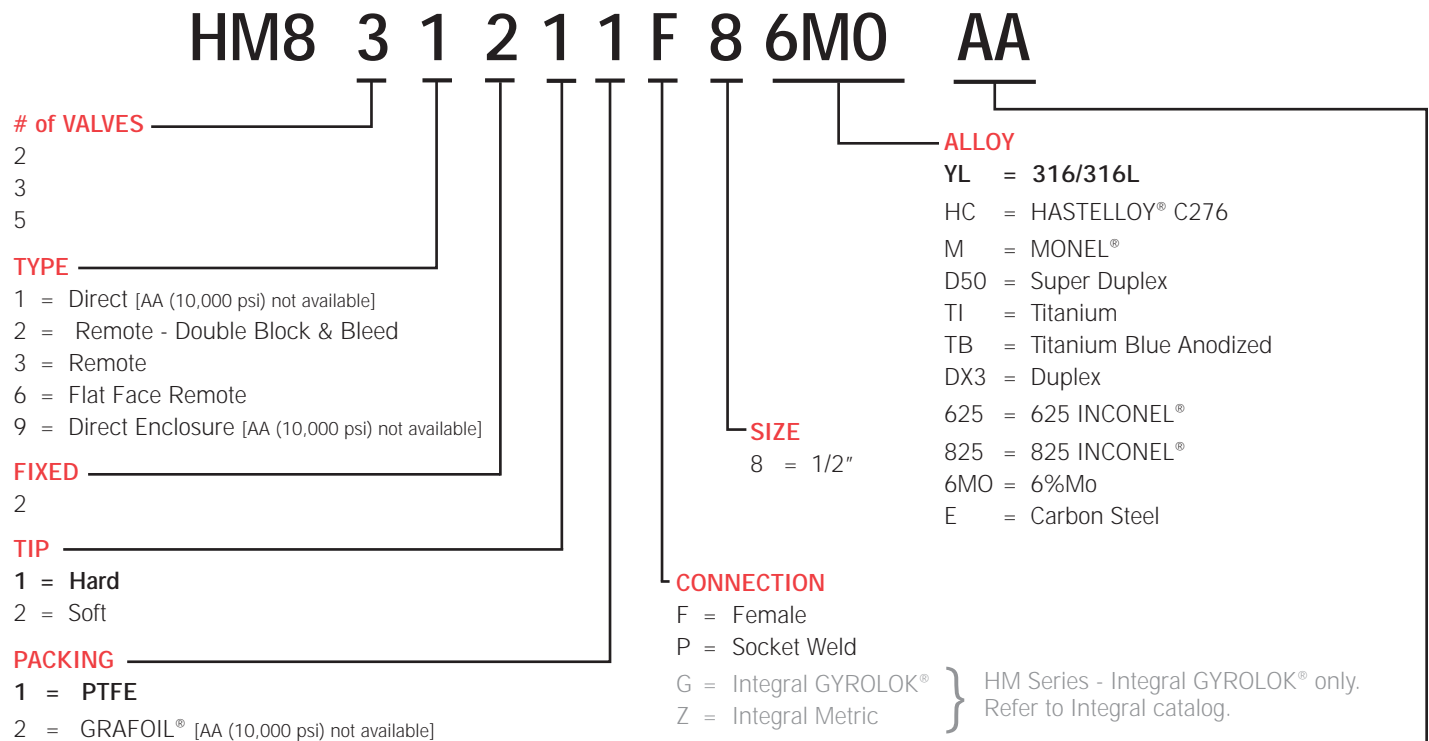 HM8 3 1 2 1 1 F 8 6M0 AA
# of VALVES
2
3
5
TYPE
1 = Direct [AA (10,000 psi) not available]
2 = Remote - Double Block & Bleed
3 = Remote
6 = Flat Face Remote
9 = Direct Enclosure [AA (10,000 psi) not available]
FIXED
2
TIP
1 = Hard
2 = Soft
PACKING
1 = PTFE
2 = GRAFOIL® [AA (10,000 psi) not available]
CONNECTION
F = Female
P = Socket Weld
G = Integral GYROLOK®
Z = Integral Metric
HM Series - Integral GYROLOK® only.
Refer to Integral catalog.
SIZE
8 = 1/2"
ALLOY
YL = 316/316L
HC = HASTELLOY® C276
M = MONEL®
D50 = Super Duplex
TI = Titanium
TB = Titanium Blue Anodized
DX3 = Duplex
625 = 625 INCONEL®
825 = 825 INCONEL®
6MO = 6%Mo
E = Carbon Steel